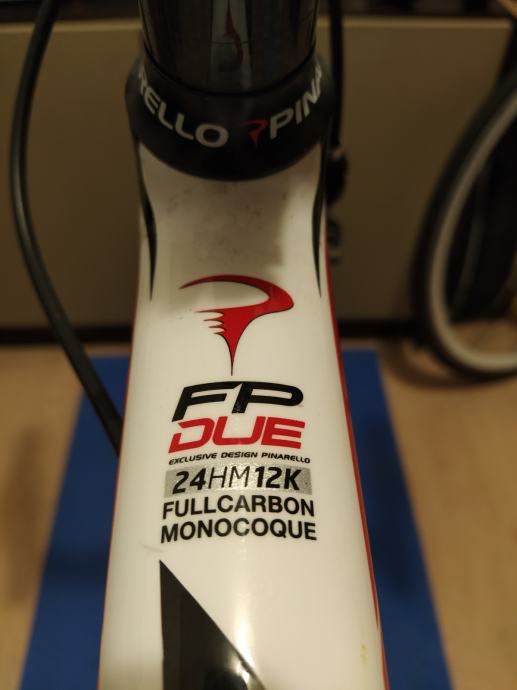 RELLO PINA
FP
DUE
EXCLUSIVE DESIGN PINARELLO
24HM12K
FULLCARBON
MONOCOQUE